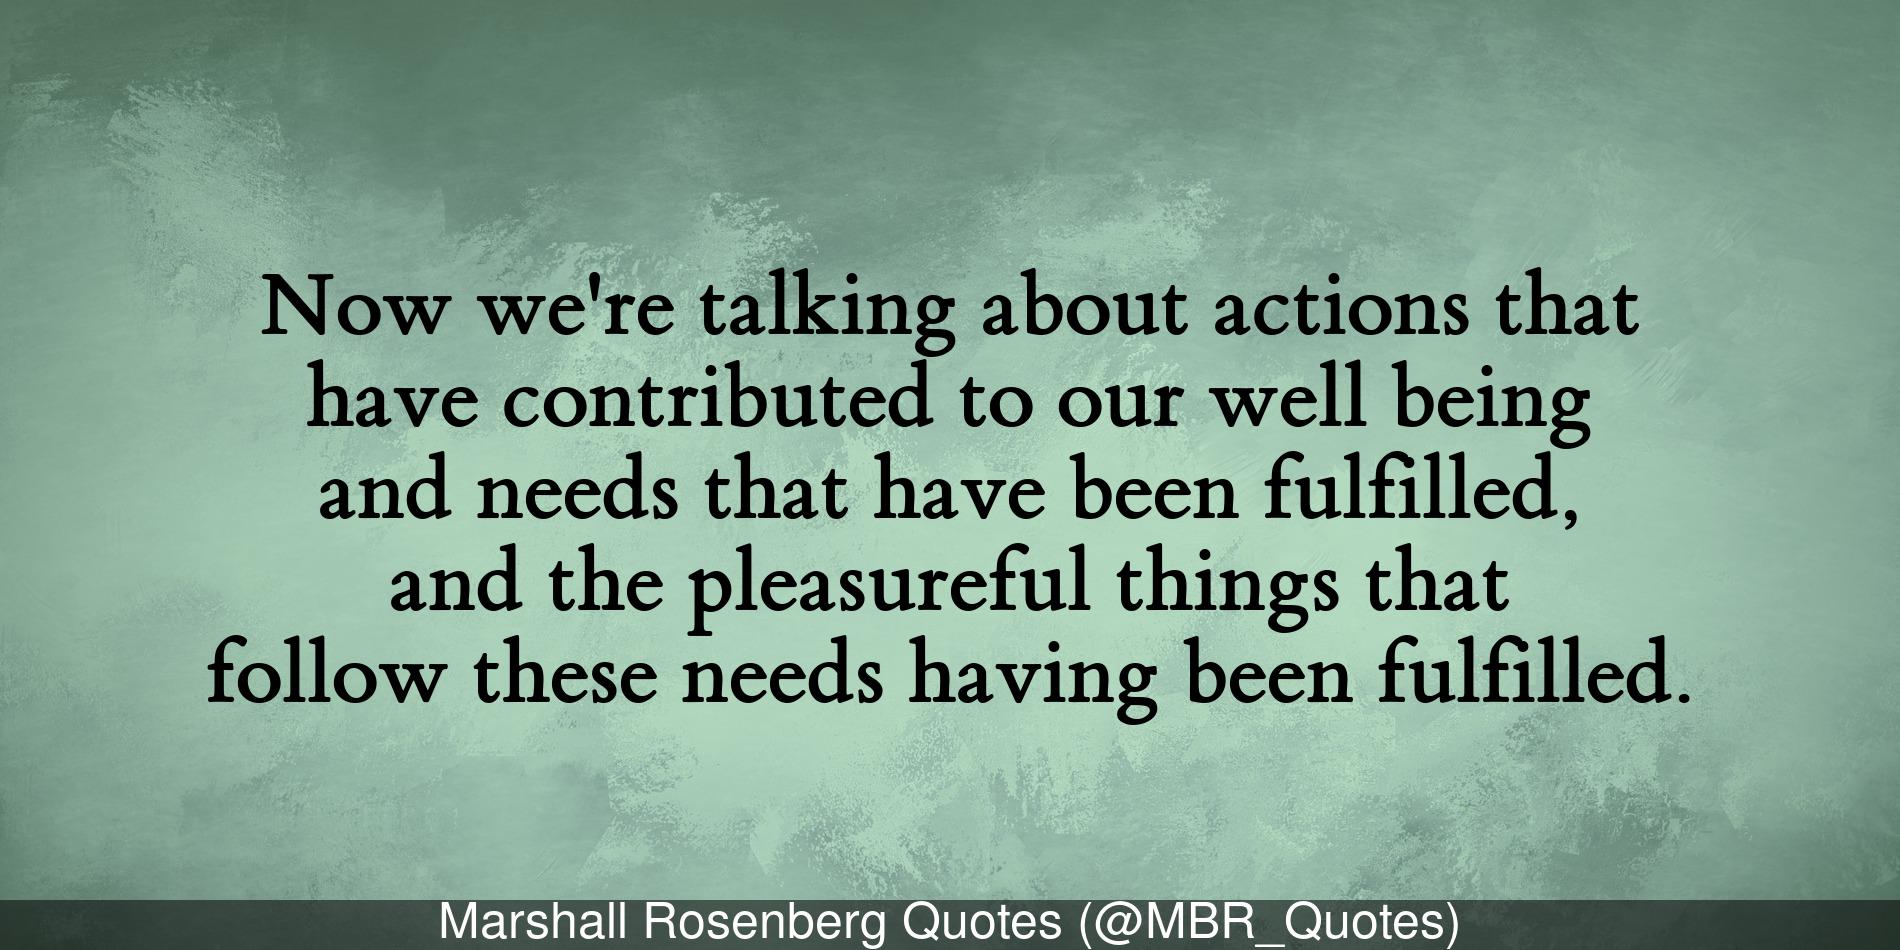 Now we're talking about actions that
have contributed to our well being
and needs that have been fulfilled,
and the pleasureful things that
follow these needs having been fulfilled.
Marshall Rosenberg Quotes (@MBR_Quotes)